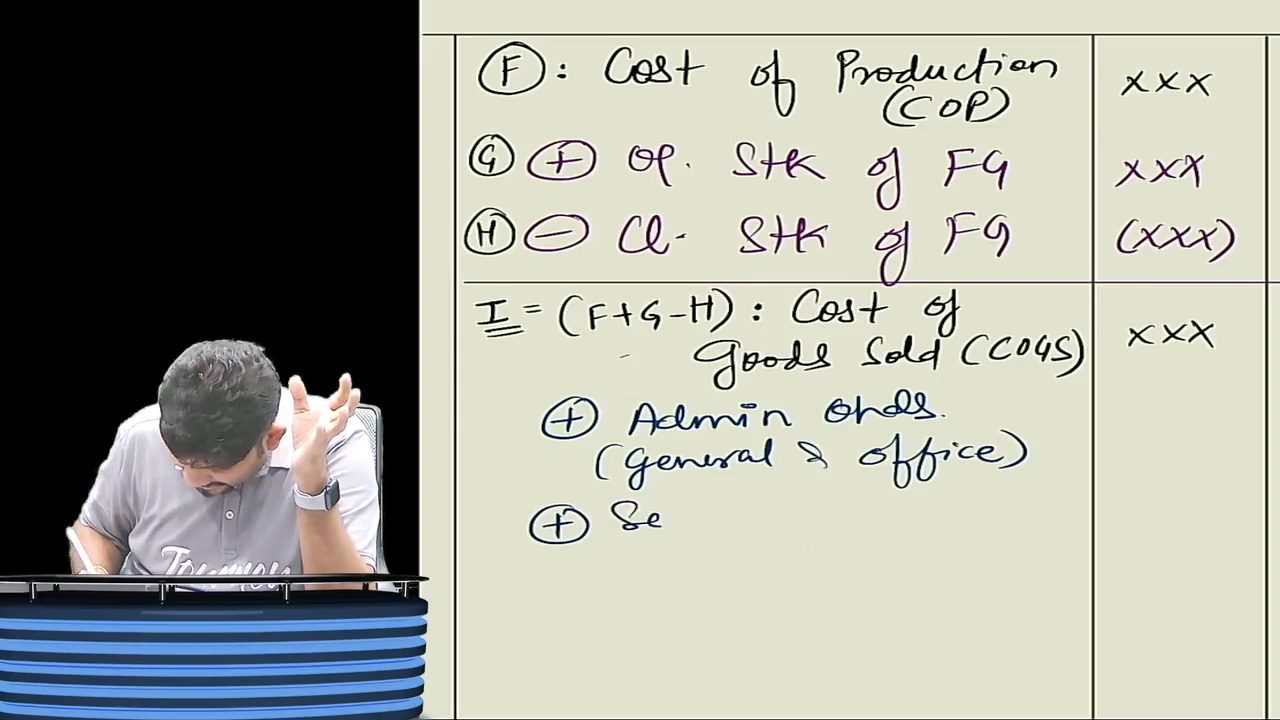 F : Cost of Production xxx
(COP)
G + Op. Stk of FG xxx
H - Cl. Stk of FG (xxx)
I = (F+G-H) : Cost of
Goods Sold (COGS) xxx
+ Admin Ohds.
(General & office)
+ Se